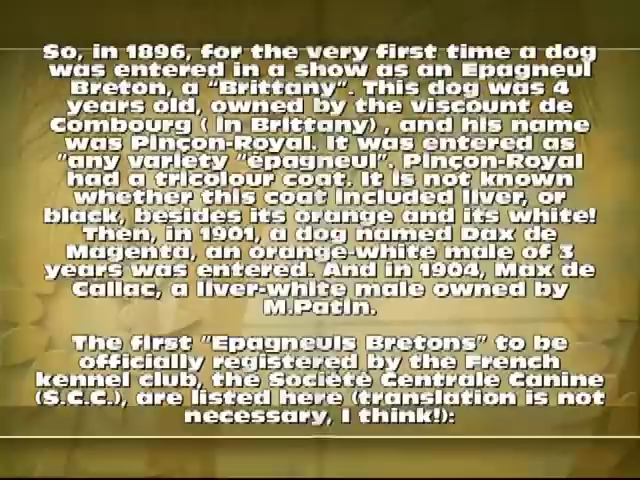 So, in 1896, for the very first time a dog
was entered in a show as an Epagneul
Breton, a "Brittany". This dog was 4
years old, owned by the viscount de
Combourg ( in Brittany) , and his name
was Pinçon-Royal. It was entered as
"any variety "épagneul". Pinçon-Royal
had a tricolour coat. It is not known
whether this coat included liver, or
black, besides its orange and its white!
Then, in 1901, a dog named Dax de
Magenta, an orange-white male of 3
years was entered. And in 1904, Max de
Callac, a liver-white male owned by
M.Patin.
The first "Epagneuls Bretons" to be
officially registered by the French
kennel club, the Societé Centrale Canine
(S.C.C.), are listed here (translation is not
necessary, I think!):